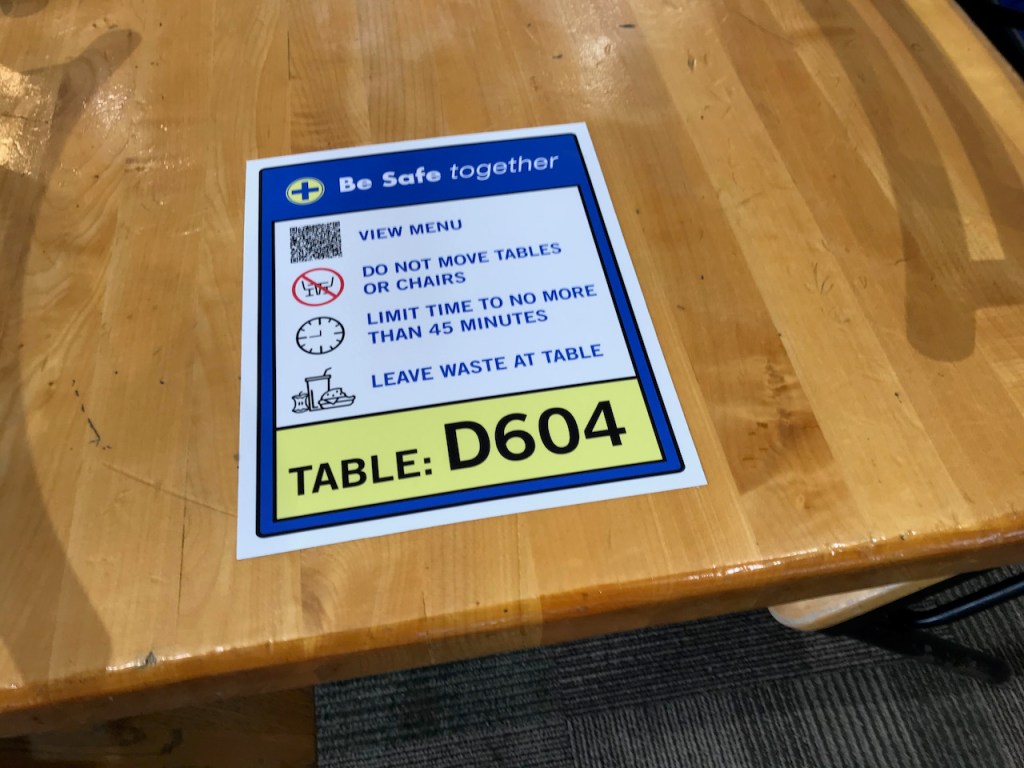 Be Safe together
VIEW MENU
DO NOT MOVE TABLES
OR CHAIRS
LIMIT TIME TO NO MORE
THAN 45 MINUTES
LEAVE WASTE AT TABLE
TABLE: D604